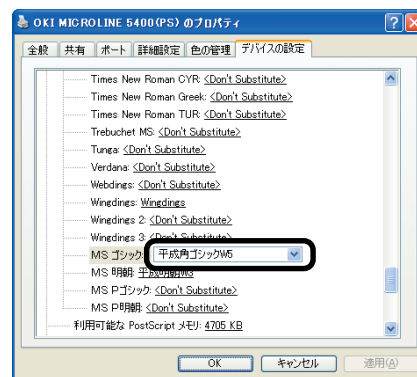 OKI MICROLINE 5400(PS) のプロパティ
全般 共有 ポート 詳細設定 色の管理 デバイスの設定
Times New Roman CYR: <Don't Substitute>
Times New Roman Greek: <Don't Substitute>
Times New Roman TUR: <Don't Substitute>
Trebuchet MS: <Don't Substitute>
Tunga: <Don't Substitute>
Verdana: <Don't Substitute>
Webdings: <Don't Substitute>
Wingdings: Wingdings
Wingdings 2: <Don't Substitute>
Wingdings 3: <Don't Substitute>
MS ゴシック: 平成角ゴシックW5
MS 明朝: 平成明朝W3
MS Pゴシック: <Don't Substitute>
MS P明朝: <Don't Substitute>
利用可能な PostScript メモリ: 4705 KB
OK キャンセル 適用(A)